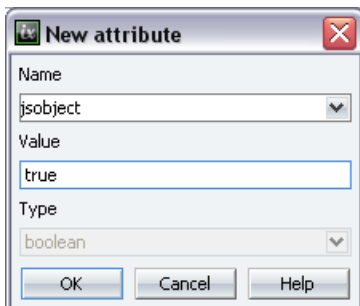 New attribute
Name
jsobject
Value
true
Type
boolean
OK Cancel Help